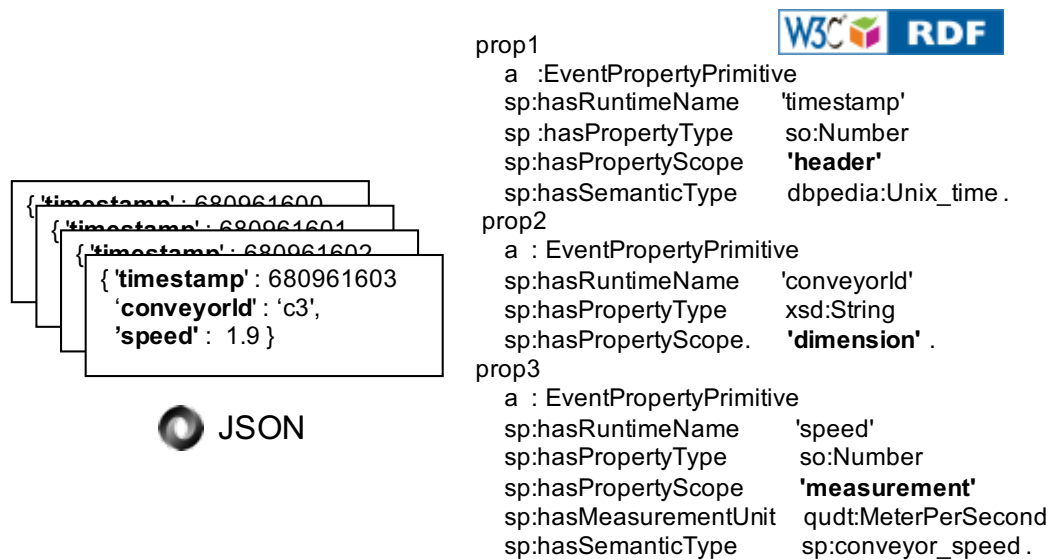 W3C RDF
{ 'timestamp' : 680961600
{ 'timestamp' : 680961601
{ 'timestamp' : 680961602
{ 'timestamp' : 680961603
‘conveyorId' : ‘c3',
’speed' : 1.9 }
JSON
prop1
a :EventPropertyPrimitive
sp:hasRuntimeName 'timestamp'
sp :hasPropertyType so:Number
sp:hasPropertyScope 'header'
sp:hasSemanticType dbpedia:Unix_time .
prop2
a : EventPropertyPrimitive
sp:hasRuntimeName 'conveyorId'
sp:hasPropertyType xsd:String
sp:hasPropertyScope. 'dimension' .
prop3
a : EventPropertyPrimitive
sp:hasRuntimeName 'speed'
sp:hasPropertyType so:Number
sp:hasPropertyScope 'measurement'
sp:hasMeasurementUnit qudt:MeterPerSecond
sp:hasSemanticType sp:conveyor_speed .